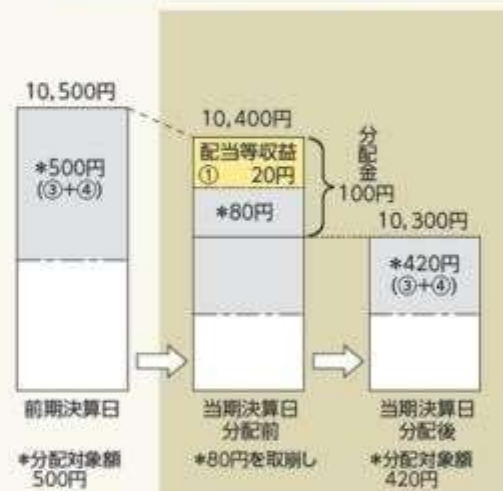 10,500円
*500円
(③+④)
前期決算日
*分配対象額
500円
10,400円
配当等収益
① 20円
*80円
分配金
100円
当期決算日
分配前
*80円を取崩し
10,300円
*420円
(③+④)
当期決算日
分配後
*分配対象額
420円